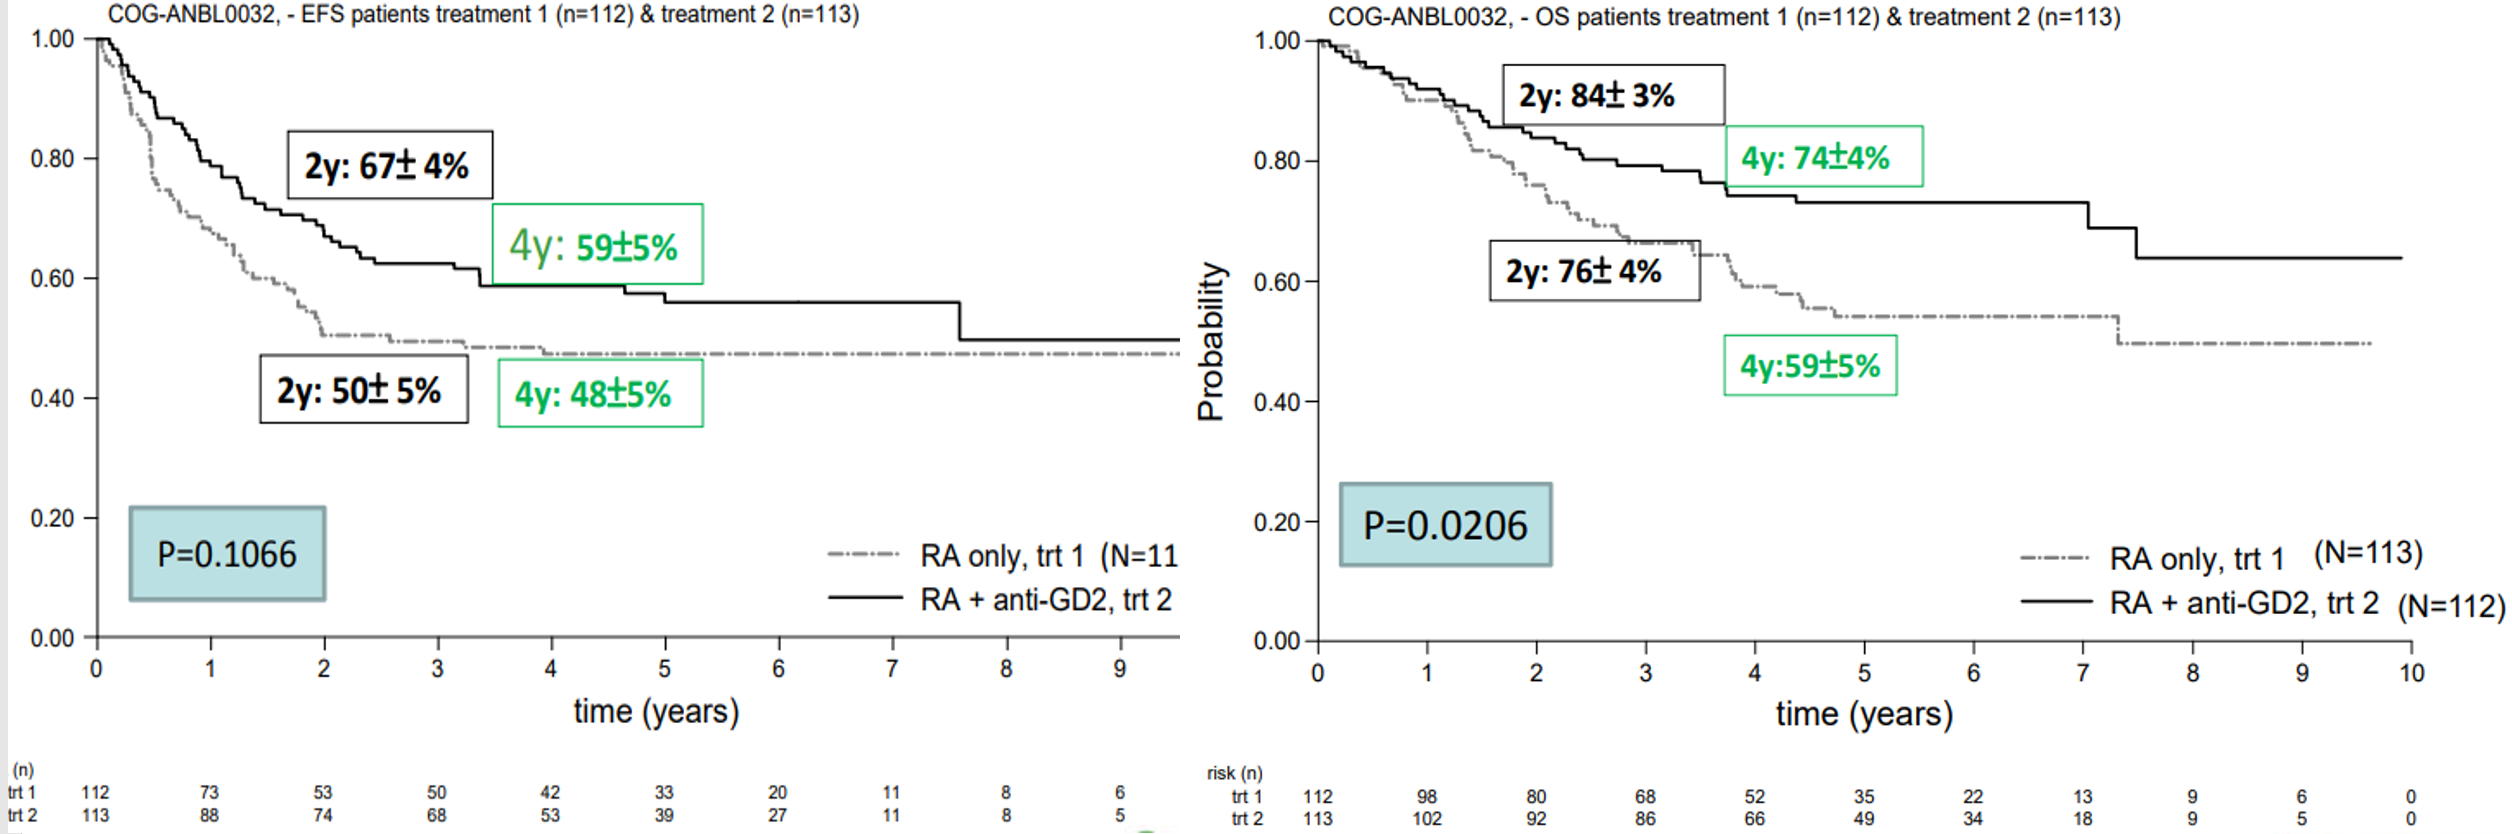 COG-ANBL0032, - EFS patients treatment 1 (n=112) & treatment 2 (n=113)
1.00
0.80
0.60
0.40
0.20
0.00
2y: 67± 4%
4y: 59±5%
2y: 50± 5%
4y: 48±5%
P=0.1066
RA only, trt 1 (N=11
RA + anti-GD2, trt 2
0 1 2 3 4 5 6 7 8 9
time (years)
(n)
trt 1 112 73 53 50 42 33 20 11 8 6
trt 2 113 88 74 68 53 39 27 11 8 5
COG-ANBL0032, - OS patients treatment 1 (n=112) & treatment 2 (n=113)
Probability
1.00
0.80
0.60
0.40
0.20
0.00
2y: 84± 3%
4y: 74±4%
2y: 76± 4%
4y:59±5%
P=0.0206
RA only, trt 1 (N=113)
RA + anti-GD2, trt 2 (N=112)
0 1 2 3 4 5 6 7 8 9 10
time (years)
risk (n)
trt 1 112 98 80 68 52 35 22 13 9 6 0
trt 2 113 102 92 86 66 49 34 18 9 5 0